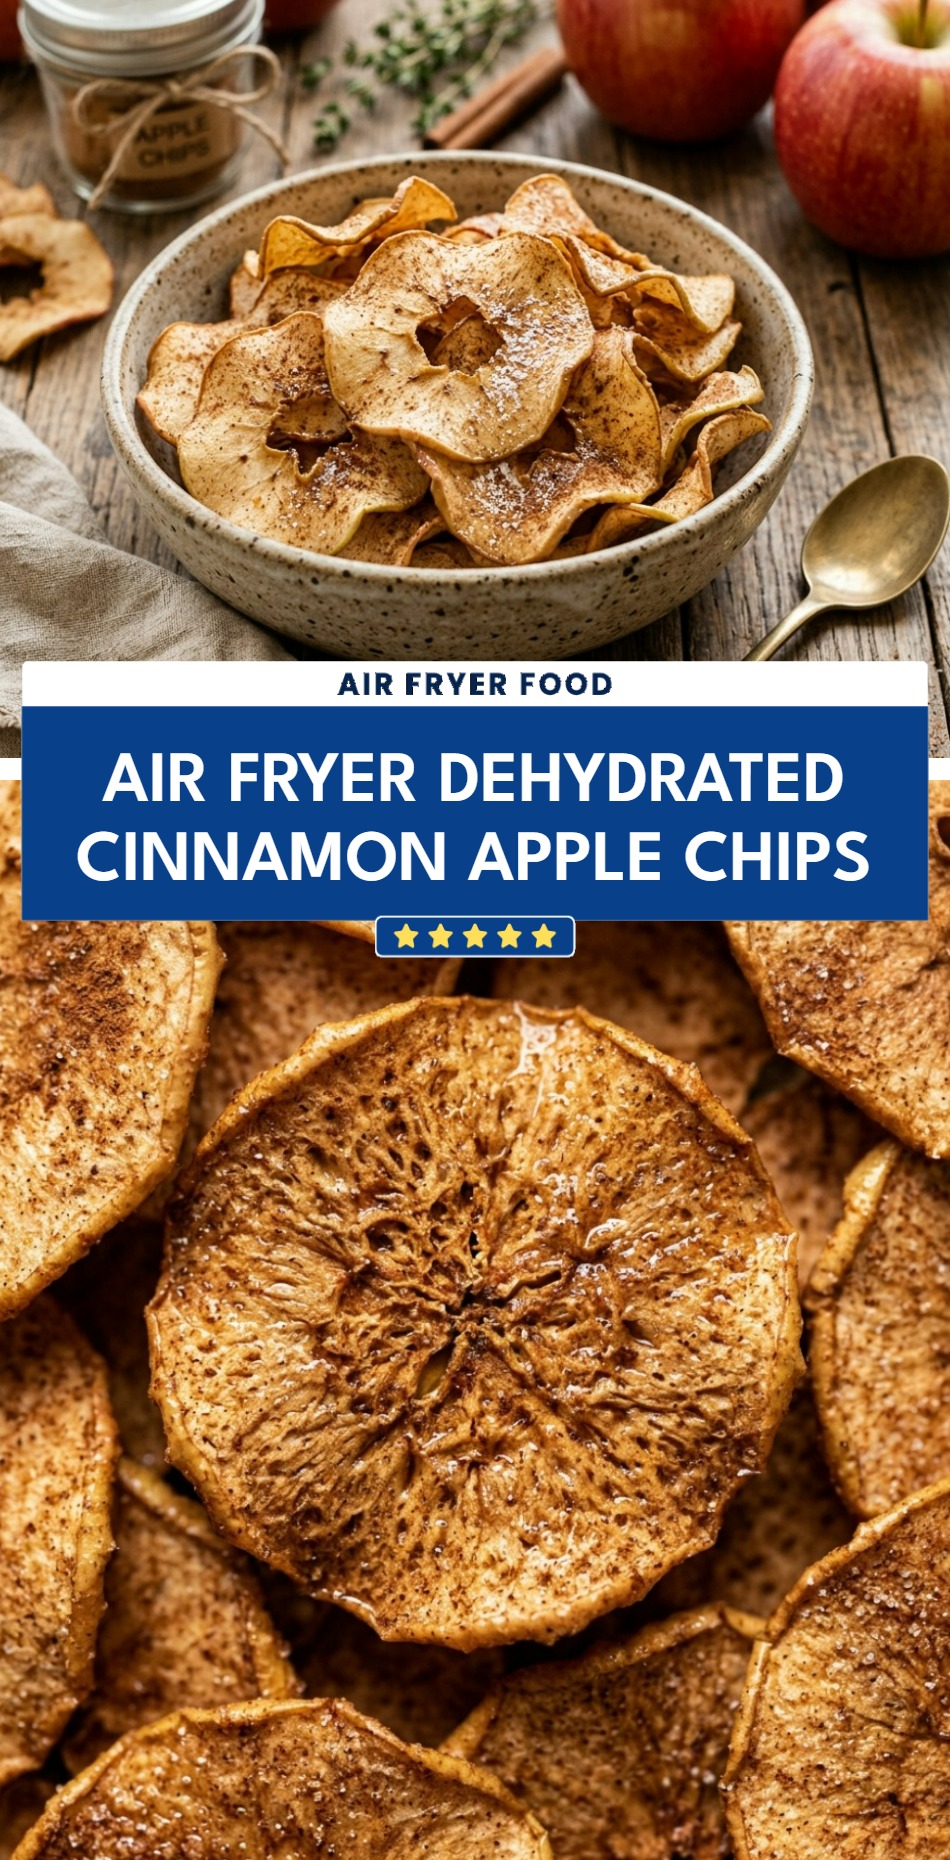 APPLE
CHIPS
AIR FRYER FOOD
AIR FRYER DEHYDRATED
CINNAMON APPLE CHIPS